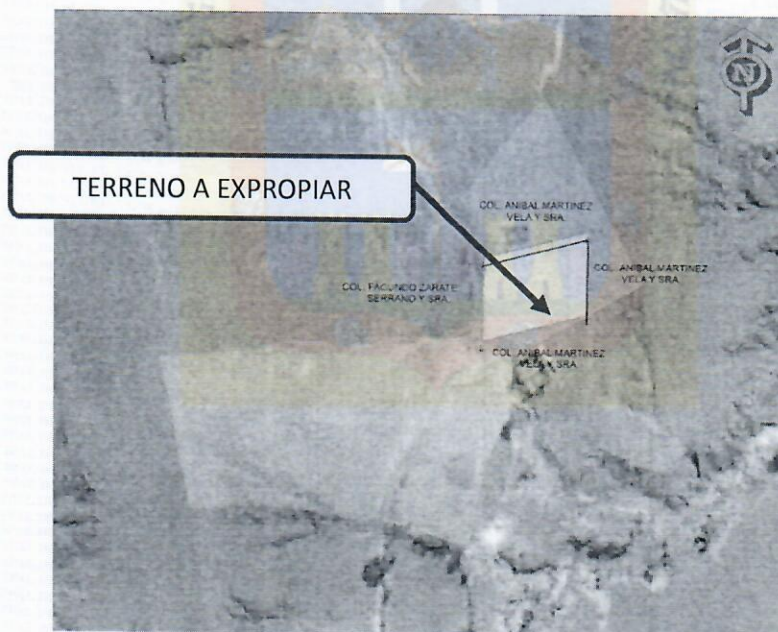 N
TERRENO A EXPROPIAR
COL. ANIBAL MARTINEZ
VELA Y SRA.
COL. ANIBAL MARTINEZ
VELA Y SRA.
COL. FACUNDO ZARATE
SERRANO Y SRA.
COL. ANIBAL MARTINEZ
VELA Y SRA.